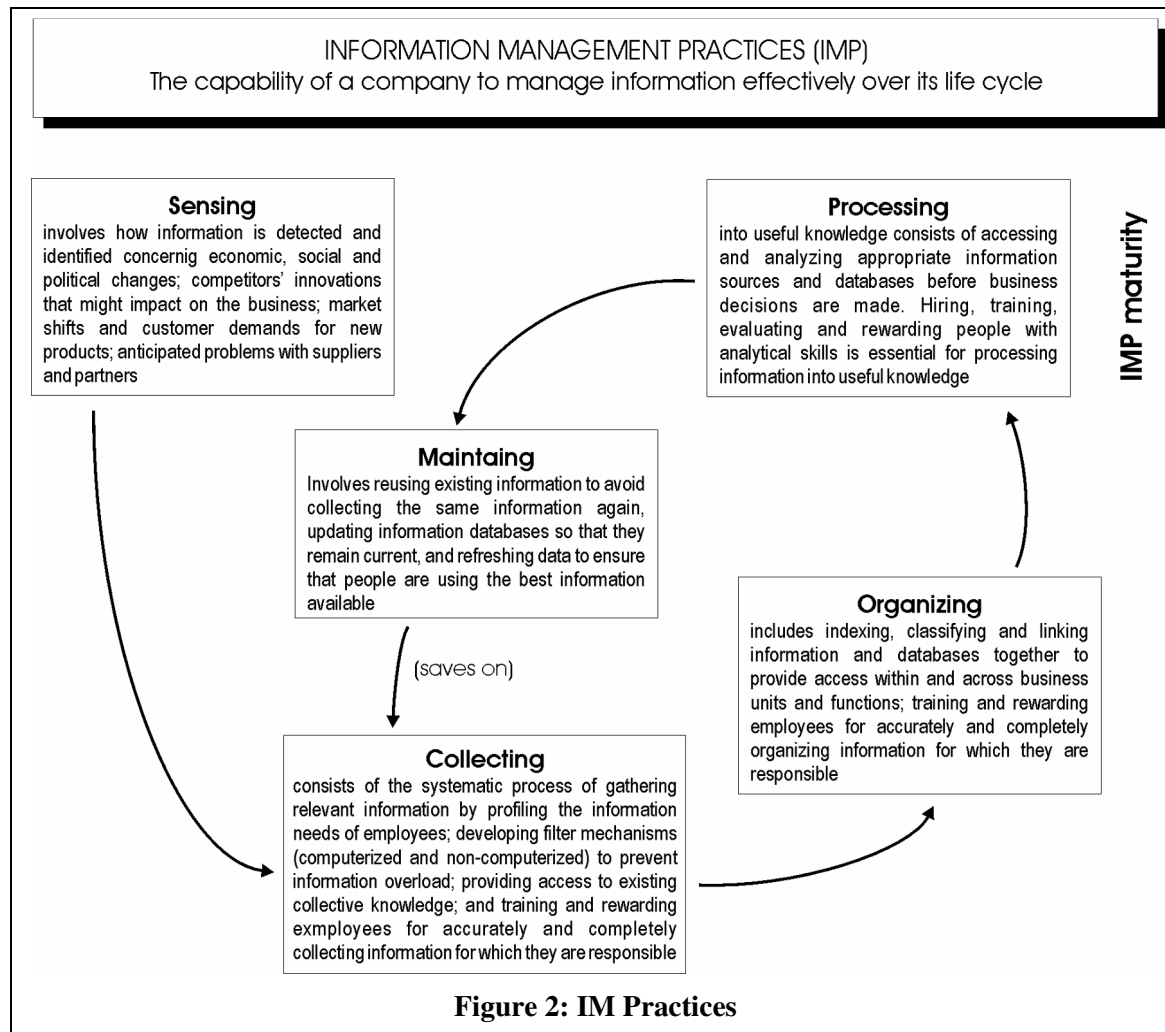 INFORMATION MANAGEMENT PRACTICES (IMP)
The capability of a company to manage information effectively over its life cycle
Sensing
involves how information is detected and
identified concernig economic, social and
political changes; competitors' innovations
that might impact on the business; market
shifts and customer demands for new
products; anticipated problems with suppliers
and partners
Processing
into useful knowledge consists of accessing
and analyzing appropriate information
sources and databases before business
decisions are made. Hiring, training,
evaluating and rewarding people with
analytical skills is essential for processing
information into useful knowledge
IMP maturity
Maintaing
Involves reusing existing information to avoid
collecting the same information again,
updating information databases so that they
remain current, and refreshing data to ensure
that people are using the best information
available
(saves on)
Organizing
includes indexing, classifying and linking
information and databases together to
provide access within and across business
units and functions; training and rewarding
employees for accurately and completely
organizing information for which they are
responsible
Collecting
consists of the systematic process of gathering
relevant information by profiling the information
needs of employees; developing filter mechanisms
(computerized and non-computerized) to prevent
information overload; providing access to existing
collective knowledge; and training and rewarding
exmployees for accurately and completely
collecting information for which they are responsible
Figure 2: IM Practices